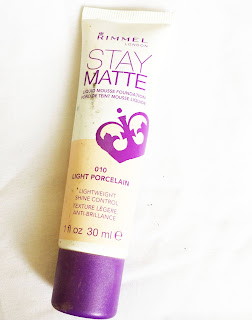 RIMMEL
LONDON
STAY
MATTE
LIQUID MOUSSE FOUNDATION
FOND DE TEINT MOUSSE LIQUIDE
010
LIGHT PORCELAIN
LIGHTWEIGHT
SHINE CONTROL
TEXTURE LÉGÈRE
ANTI-BRILLANCE
1 fl oz 30 ml e